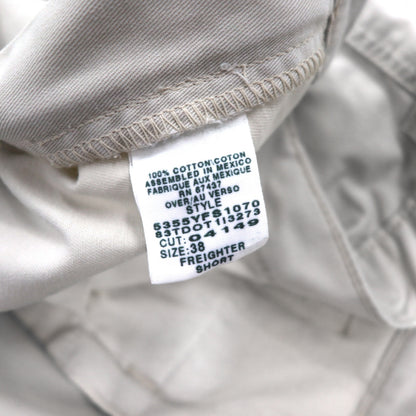 100% COTTON\COTON
ASSEMBLED IN MEXICO
FABRIQUE AUX MEXIQUE
RN 67437
OVER/AU VERSO
STYLE
5355YFS1070
83TDOT113273
CUT: 04149
SIZE: 38
FREIGHTER
SHORT